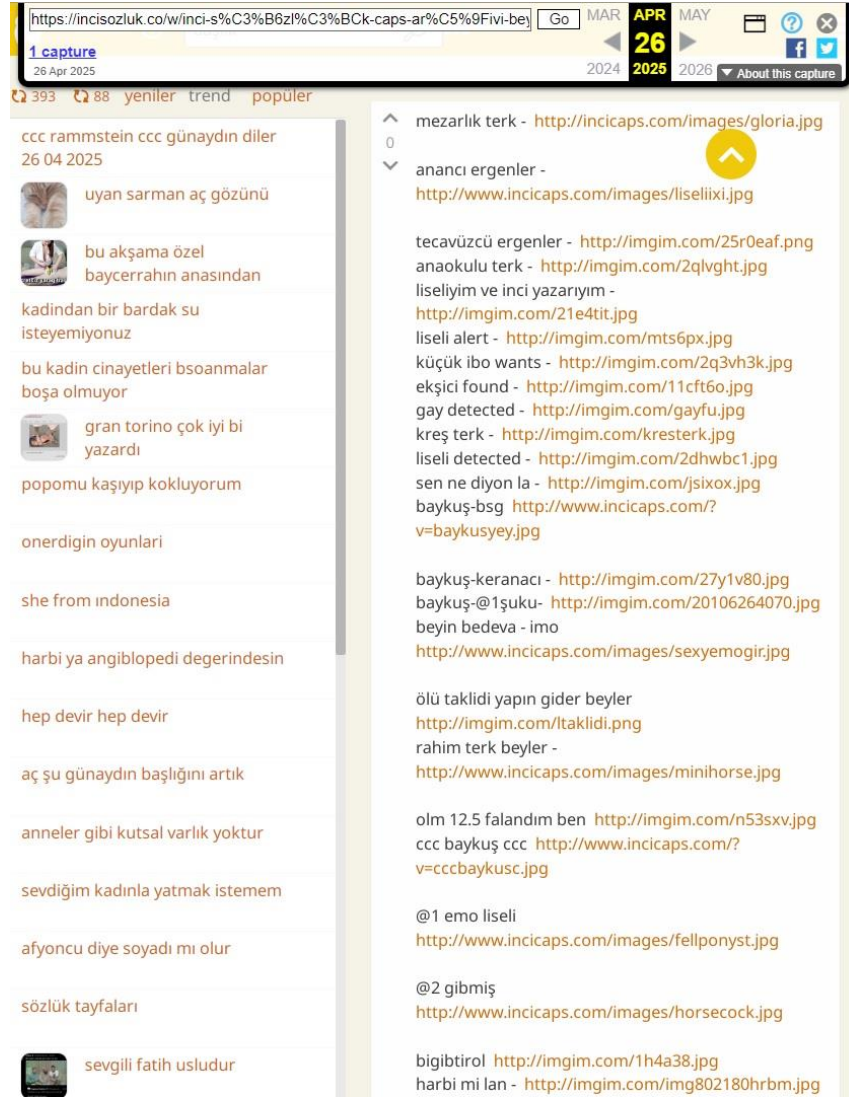 https://incisozluk.co/w/inci-s%C3%B6zl%C3%BCk-caps-ar%C5%9Fivi-bey
Go
MAR APR MAY
26
2024 2025 2026
1 capture
26 Apr 2025
About this capture
393 88 yeniler trend popüler
ccc rammstein ccc günaydın diler
26 04 2025
uyan sarman aç gözünü
bu akşama özel
baycerrahın anasından
kadindan bir bardak su
isteyemiyonuz
bu kadin cinayetleri bsoanmalar
boşa olmuyor
gran torino çok iyi bi
yazardı
popomu kaşıyıp kokluyorum
onerdigin oyunlari
she from ındonesia
harbi ya angiblopedi degerindesin
hep devir hep devir
aç şu günaydın başlığını artık
anneler gibi kutsal varlık yoktur
sevdiğim kadınla yatmak istemem
afyoncu diye soyadı mı olur
sözlük tayfaları
sevgili fatih usludur
0
mezarlık terk - http://incicaps.com/images/gloria.jpg
anancı ergenler -
http://www.incicaps.com/images/liseliixi.jpg
tecavüzcü ergenler - http://imgim.com/25r0eaf.png
anaokulu terk - http://imgim.com/2qlvght.jpg
liseliyim ve inci yazarıyım -
http://imgim.com/21e4tit.jpg
liseli alert - http://imgim.com/mts6px.jpg
küçük ibo wants - http://imgim.com/2q3vh3k.jpg
ekşici found - http://imgim.com/11cft6o.jpg
gay detected - http://imgim.com/gayfu.jpg
kreş terk - http://imgim.com/kresterk.jpg
liseli detected - http://imgim.com/2dhwbc1.jpg
sen ne diyon la - http://imgim.com/jsixox.jpg
baykuş-bsg http://www.incicaps.com/?
v=baykusyey.jpg
baykuş-keranacı - http://imgim.com/27y1v80.jpg
baykuş-@1şuku- http://imgim.com/20106264070.jpg
beyin bedeva - imo
http://www.incicaps.com/images/sexyemogir.jpg
ölü taklidi yapın gider beyler
http://imgim.com/ltaklidi.png
rahim terk beyler -
http://www.incicaps.com/images/minihorse.jpg
olm 12.5 falandım ben http://imgim.com/n53sxv.jpg
ccc baykuş ccc http://www.incicaps.com/?
v=cccbaykusc.jpg
@1 emo liseli
http://www.incicaps.com/images/fellponyst.jpg
@2 gibmiş
http://www.incicaps.com/images/horsecock.jpg
bigibtirol http://imgim.com/1h4a38.jpg
harbi mi lan - http://imgim.com/img802180hrbm.jpg